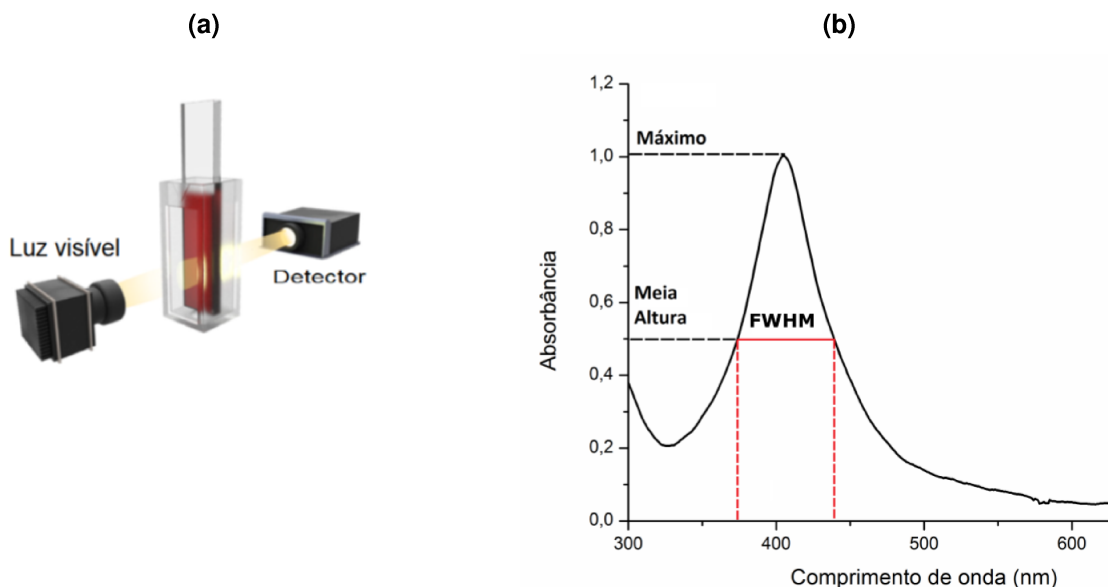 (a)
Luz visível
Detector
(b)
Absorbância
1,2
1,0
0,8
0,6
0,4
0,2
0,0
Máximo
Meia
Altura
FWHM
300
400
500
600
Comprimento de onda (nm)